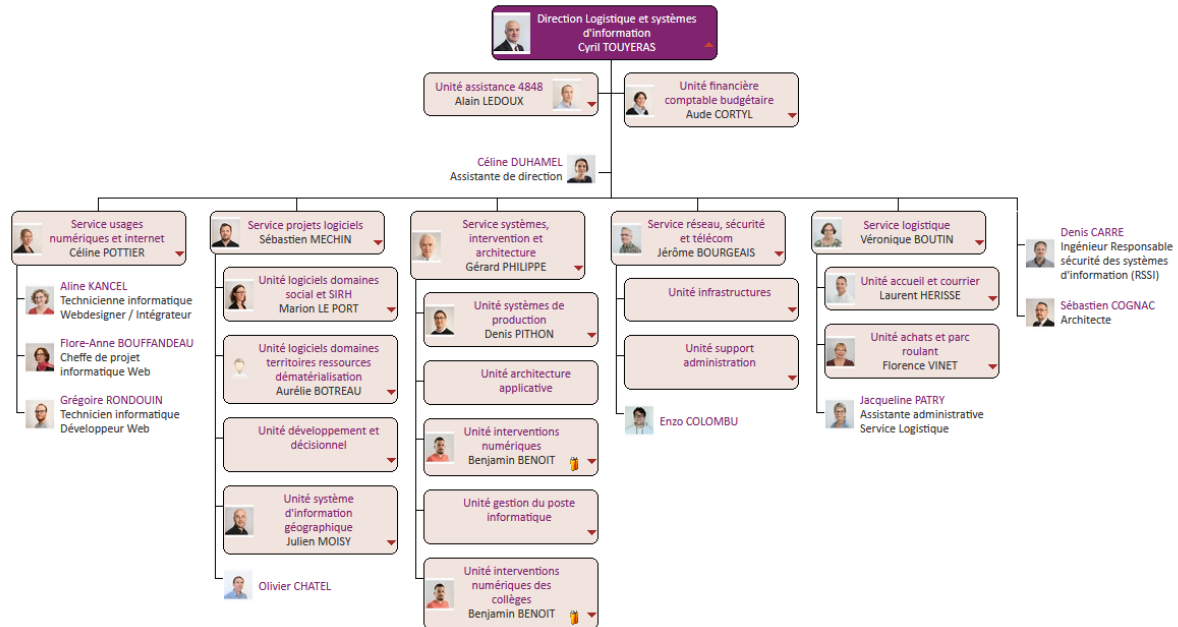 Direction Logistique et systèmes
d'information
Cyril TOUYERAS
Unité assistance 4848
Alain LEDOUX
Unité financière
comptable budgétaire
Aude CORTYL
Céline DUHAMEL
Assistante de direction
Service usages
numériques et internet
Céline POTTIER
Aline KANCEL
Technicienne informatique
Webdesigner / Intégrateur
Flore-Anne BOUFFANDEAU
Cheffe de projet
informatique Web
Grégoire RONDOUIN
Technicien informatique
Développeur Web
Service projets logiciels
Sébastien MECHIN
Unité logiciels domaines
social et SIRH
Marion LE PORT
Unité logiciels domaines
territoires ressources
dématérialisation
Aurélie BOTREAU
Unité développement et
décisionnel
Unité système
d'information
géographique
Julien MOISY
Olivier CHATEL
Service systèmes,
intervention et
architecture
Gérard PHILIPPE
Unité systèmes de
production
Denis PITHON
Unité architecture
applicative
Unité interventions
numériques
Benjamin BENOIT
Unité gestion du poste
informatique
Unité interventions
numériques des
collèges
Benjamin BENOIT
Service réseau, sécurité
et télécom
Jérôme BOURGEAIS
Unité infrastructures
Unité support
administration
Enzo COLOMBU
Service logistique
Véronique BOUTIN
Unité accueil et courrier
Laurent HERISSE
Unité achats et parc
roulant
Florence VINET
Jacqueline PATRY
Assistante administrative
Service Logistique
Denis CARRE
Ingénieur Responsable
sécurité des systèmes
d'information (RSSI)
Sébastien COGNAC
Architecte